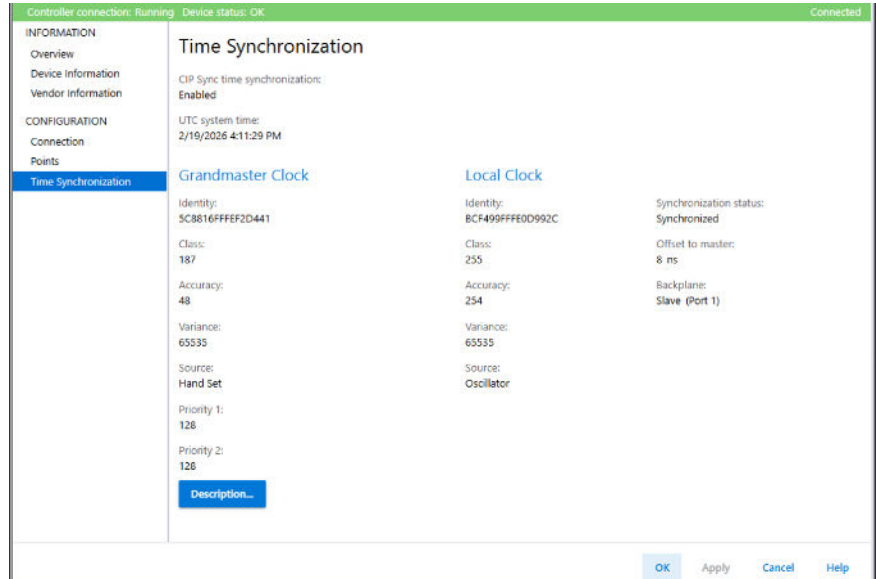 Controller connection: Running Device status: OK Connected
INFORMATION
Overview
Device Information
Vendor Information
CONFIGURATION
Connection
Points
Time Synchronization
Time Synchronization
CIP Sync time synchronization:
Enabled
UTC system time:
2/19/2026 4:11:29 PM
Grandmaster Clock
Identity:
5C8816FFFEF2D441
Class:
187
Accuracy:
48
Variance:
65535
Source:
Hand Set
Priority 1:
128
Priority 2:
128
Description...
Local Clock
Identity:
BCF499FFFE0D992C
Class:
255
Accuracy:
254
Variance:
65535
Source:
Oscillator
Synchronization status:
Synchronized
Offset to master:
8 ns
Backplane:
Slave (Port 1)
OK Apply Cancel Help